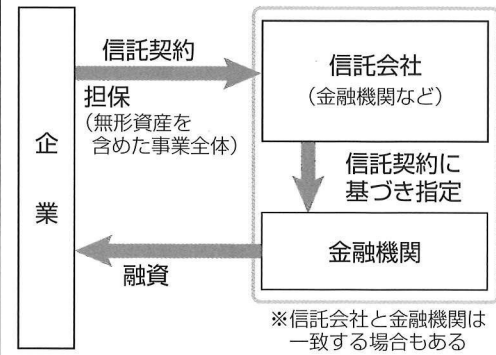 企業
信託契約
担保
（無形資産を
含めた事業全体）
信託会社
（金融機関など）
信託契約に
基づき指定
金融機関
融資
※信託会社と金融機関は
一致する場合もある